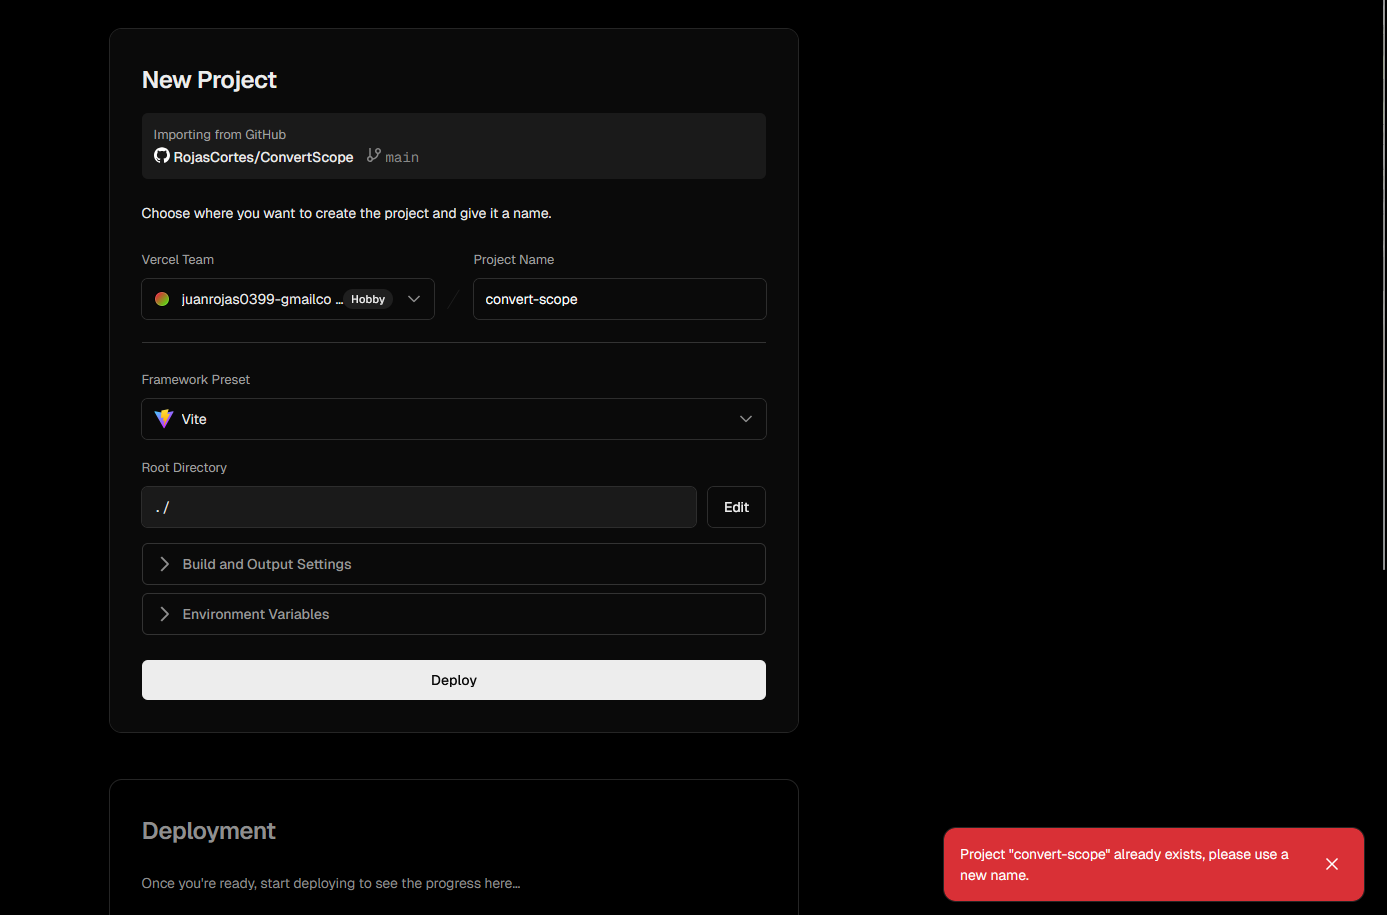 New Project
Importing from GitHub
RojasCortes/ConvertScope main
Choose where you want to create the project and give it a name.
Vercel Team
Project Name
juanrojas0399-gmailco ... Hobby
convert-scope
Framework Preset
Vite
Root Directory
./
Edit
Build and Output Settings
Environment Variables
Deploy
Deployment
Once you're ready, start deploying to see the progress here...
Project "convert-scope" already exists, please use a
new name.